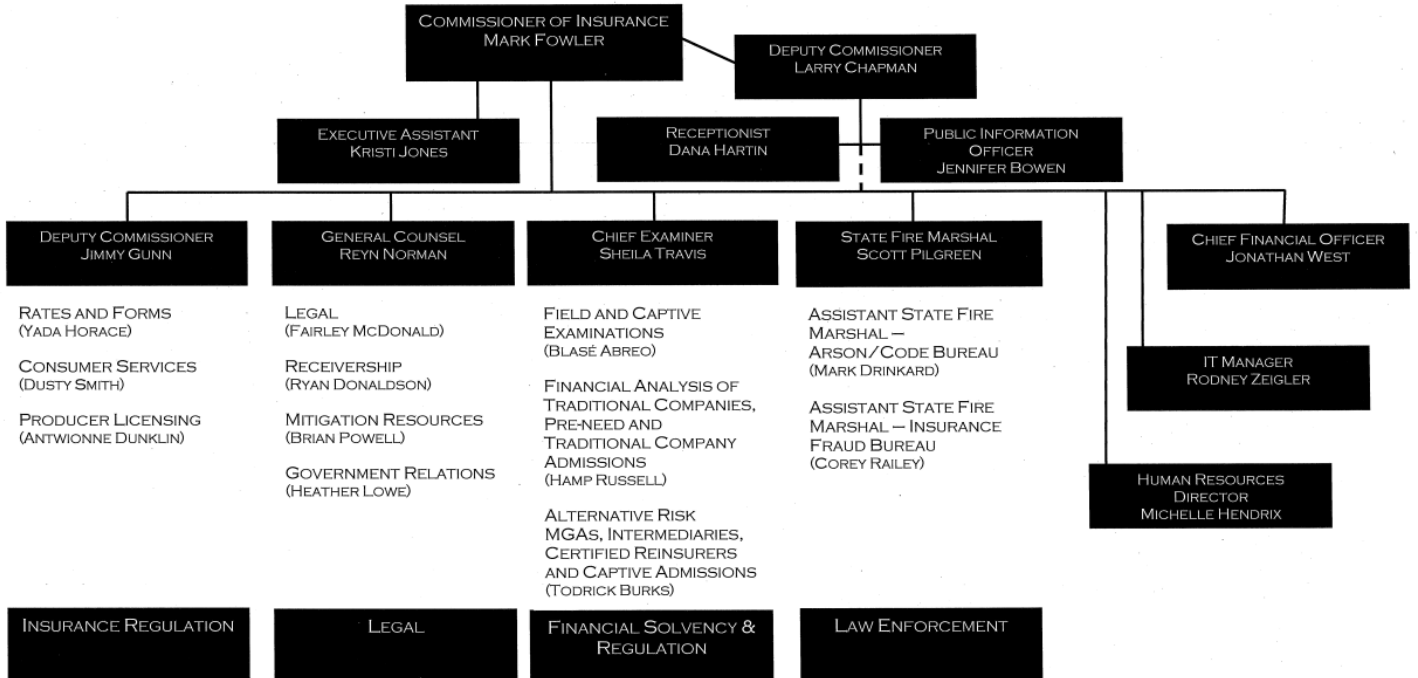 COMMISSIONER OF INSURANCE
MARK FOWLER
DEPUTY COMMISSIONER
LARRY CHAPMAN
EXECUTIVE ASSISTANT
KRISTI JONES
RECEPTIONIST
DANA HARTIN
PUBLIC INFORMATION
OFFICER
JENNIFER BOWEN
DEPUTY COMMISSIONER
JIMMY GUNN
GENERAL COUNSEL
REYN NORMAN
CHIEF EXAMINER
SHEILA TRAVIS
STATE FIRE MARSHAL
SCOTT PILGREEN
CHIEF FINANCIAL OFFICER
JONATHAN WEST
RATES AND FORMS
(YADA HORACE)
CONSUMER SERVICES
(DUSTY SMITH)
PRODUCER LICENSING
(ANTWIONNE DUNKLIN)
LEGAL
(FAIRLEY MCDONALD)
RECEIVERSHIP
(RYAN DONALDSON)
MITIGATION RESOURCES
(BRIAN POWELL)
GOVERNMENT RELATIONS
(HEATHER LOWE)
FIELD AND CAPTIVE
EXAMINATIONS
(BLASÉ ABREO)
FINANCIAL ANALYSIS OF
TRADITIONAL COMPANIES,
PRE-NEED AND
TRADITIONAL COMPANY
ADMISSIONS
(HAMP RUSSELL)
ALTERNATIVE RISK
MGAS, INTERMEDIARIES,
CERTIFIED REINSURERS
AND CAPTIVE ADMISSIONS
(TODRICK BURKS)
ASSISTANT STATE FIRE
MARSHAL –
ARSON/CODE BUREAU
(MARK DRINKARD)
ASSISTANT STATE FIRE
MARSHAL – INSURANCE
FRAUD BUREAU
(COREY RAILEY)
IT MANAGER
RODNEY ZEIGLER
HUMAN RESOURCES
DIRECTOR
MICHELLE HENDRIX
INSURANCE REGULATION
LEGAL
FINANCIAL SOLVENCY &
REGULATION
LAW ENFORCEMENT